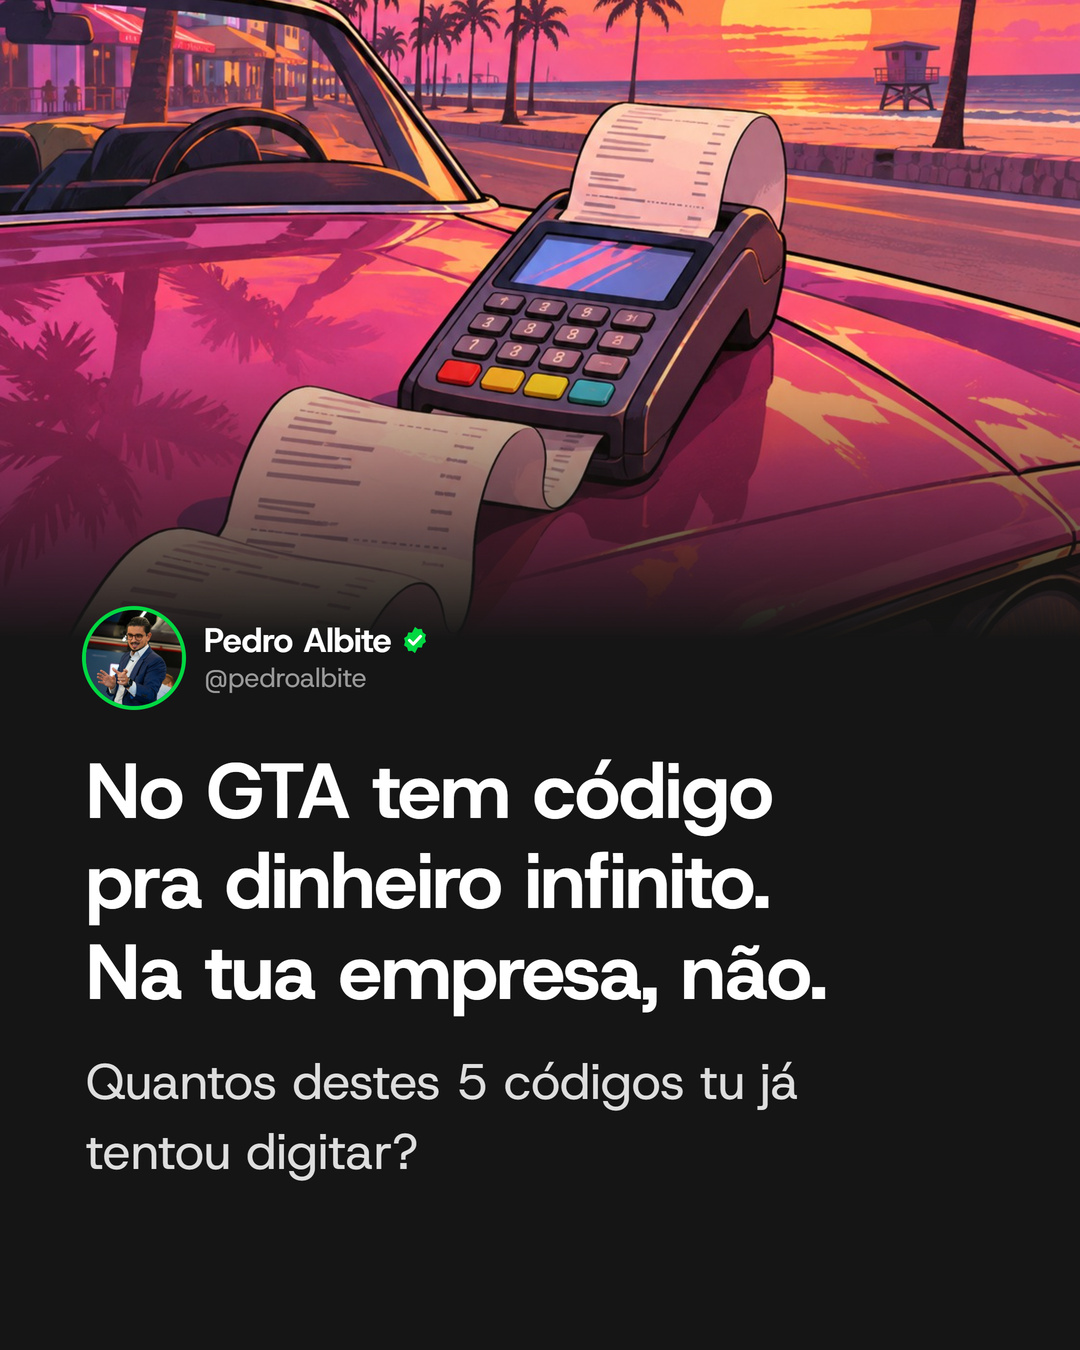 Pedro Albite
@pedroalbite
No GTA tem código
pra dinheiro infinito.
Na tua empresa, não.
Quantos destes 5 códigos tu já
tentou digitar?